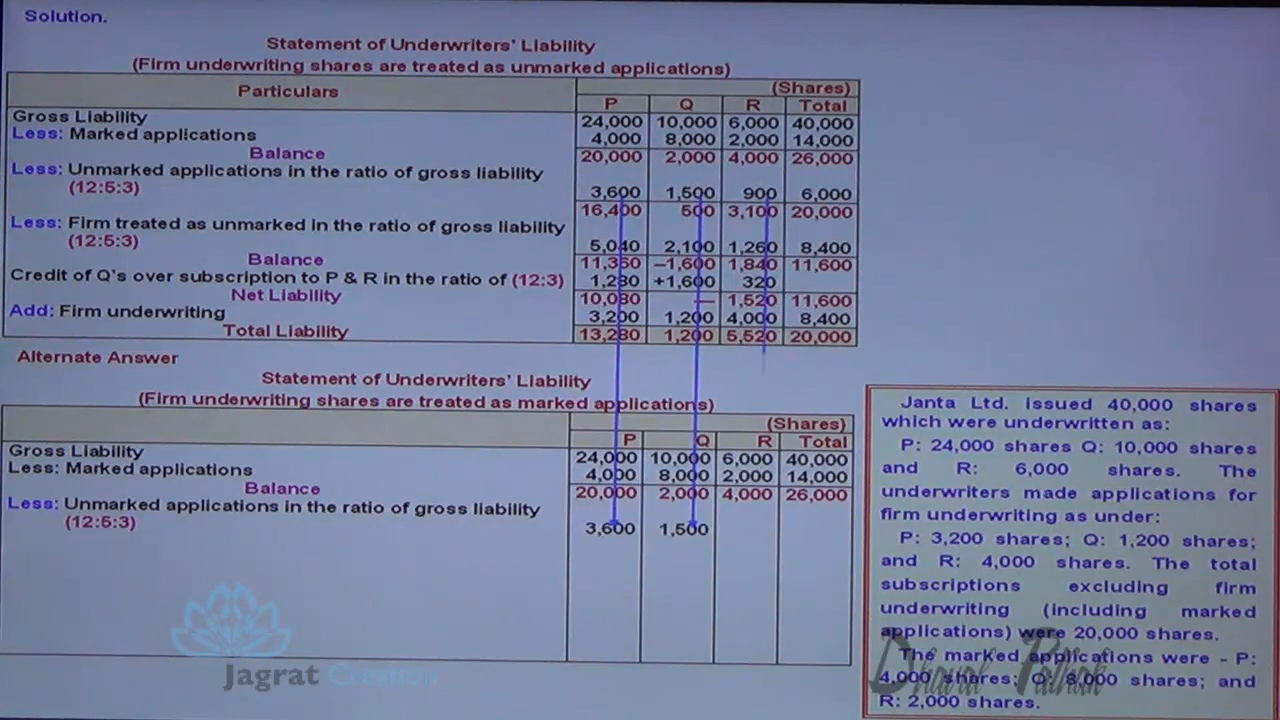 Solution.
Statement of Underwriters' Liability
(Firm underwriting shares are treated as unmarked applications)
Particulars (Shares)
P Q R Total
Gross Liability 24,000 10,000 6,000 40,000
Less: Marked applications 4,000 8,000 2,000 14,000
Balance 20,000 2,000 4,000 26,000
Less: Unmarked applications in the ratio of gross liability
(12:5:3) 3,600 1,500 900 6,000
16,400 500 3,100 20,000
Less: Firm treated as unmarked in the ratio of gross liability
(12:5:3) 5,040 2,100 1,260 8,400
Balance 11,360 –1,600 1,840 11,600
Credit of Q's over subscription to P & R in the ratio of (12:3) 1,280 +1,600 320
Net Liability 10,080 — 1,520 11,600
Add: Firm underwriting 3,200 1,200 4,000 8,400
Total Liability 13,280 1,200 5,520 20,000
Alternate Answer
Statement of Underwriters' Liability
(Firm underwriting shares are treated as marked applications)
(Shares)
P Q R Total
Gross Liability 24,000 10,000 6,000 40,000
Less: Marked applications 4,000 8,000 2,000 14,000
Balance 20,000 2,000 4,000 26,000
Less: Unmarked applications in the ratio of gross liability
(12:5:3) 3,600 1,500
Janta Ltd. issued 40,000 shares
which were underwritten as:
P: 24,000 shares Q: 10,000 shares
and R: 6,000 shares. The
underwriters made applications for
firm underwriting as under:
P: 3,200 shares; Q: 1,200 shares;
and R: 4,000 shares. The total
subscriptions excluding firm
underwriting (including marked
applications) were 20,000 shares.
The marked applications were - P:
4,000 shares; Q: 8,000 shares; and
R: 2,000 shares.
Jagrat Creation
Dhaval Pathak